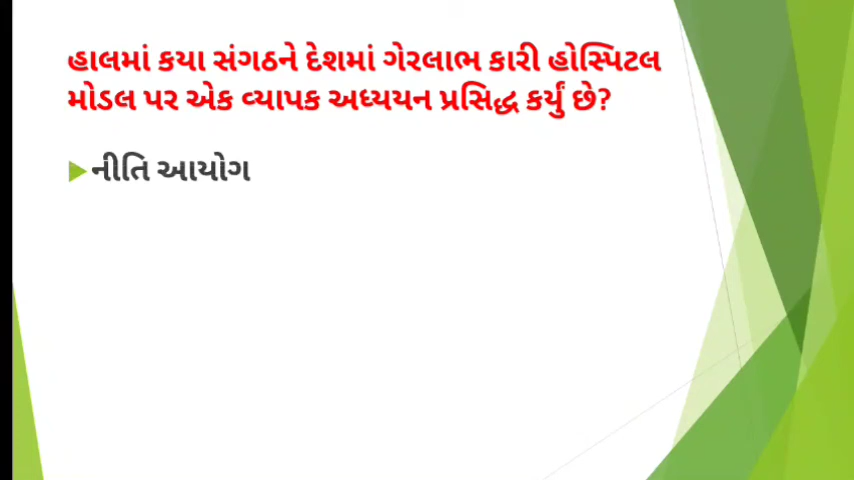 હાલમાં કયા સંગઠને દેશમાં ગેરલાભ કારી હોસ્પિટલ
મોડલ પર એક વ્યાપક અધ્યયન પ્રસિદ્ધ કર્યું છે?
નીતિ આયોગ